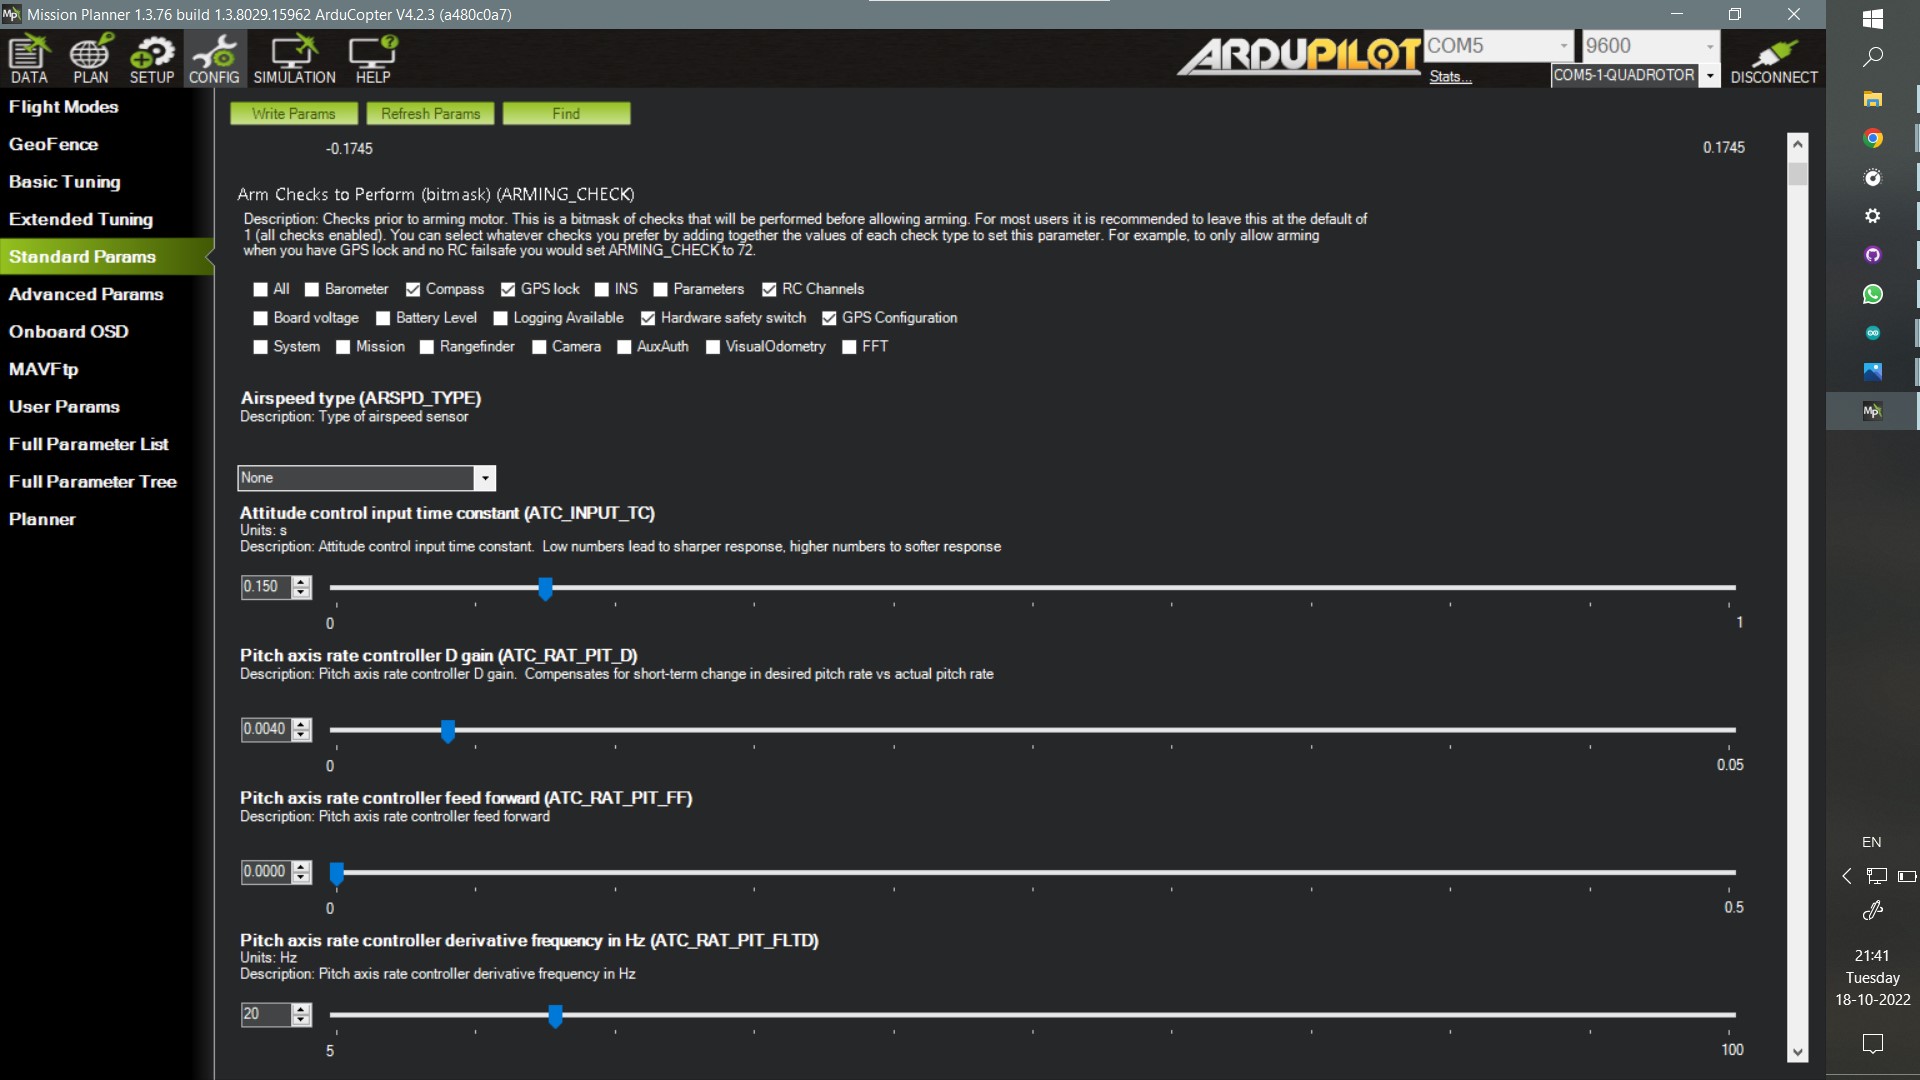 Mission Planner 1.3.76 build 1.3.8029.15962 ArduCopter V4.2.3 (a480c0a7)
DATA PLAN SETUP CONFIG SIMULATION HELP
ARDUPILOT
COM5 9600
Stats... COM5-1-QUADROTOR DISCONNECT
Flight Modes
GeoFence
Basic Tuning
Extended Tuning
Standard Params
Advanced Params
Onboard OSD
MAVFtp
User Params
Full Parameter List
Full Parameter Tree
Planner
Write Params Refresh Params Find
-0.1745 0.1745
Arm Checks to Perform (bitmask) (ARMING_CHECK)
Description: Checks prior to arming motor. This is a bitmask of checks that will be performed before allowing arming. For most users it is recommended to leave this at the default of
1 (all checks enabled). You can select whatever checks you prefer by adding together the values of each check type to set this parameter. For example, to only allow arming
when you have GPS lock and no RC failsafe you would set ARMING_CHECK to 72.
All Barometer Compass GPS lock INS Parameters RC Channels
Board voltage Battery Level Logging Available Hardware safety switch GPS Configuration
System Mission Rangefinder Camera AuxAuth VisualOdometry FFT
Airspeed type (ARSPD_TYPE)
Description: Type of airspeed sensor
None
Attitude control input time constant (ATC_INPUT_TC)
Units: s
Description: Attitude control input time constant. Low numbers lead to sharper response, higher numbers to softer response
0.150
0 1
Pitch axis rate controller D gain (ATC_RAT_PIT_D)
Description: Pitch axis rate controller D gain. Compensates for short-term change in desired pitch rate vs actual pitch rate
0.0040
0 0.05
Pitch axis rate controller feed forward (ATC_RAT_PIT_FF)
Description: Pitch axis rate controller feed forward
0.0000
0 0.5
Pitch axis rate controller derivative frequency in Hz (ATC_RAT_PIT_FLTD)
Units: Hz
Description: Pitch axis rate controller derivative frequency in Hz
20
5 100
EN
21:41
Tuesday
18-10-2022